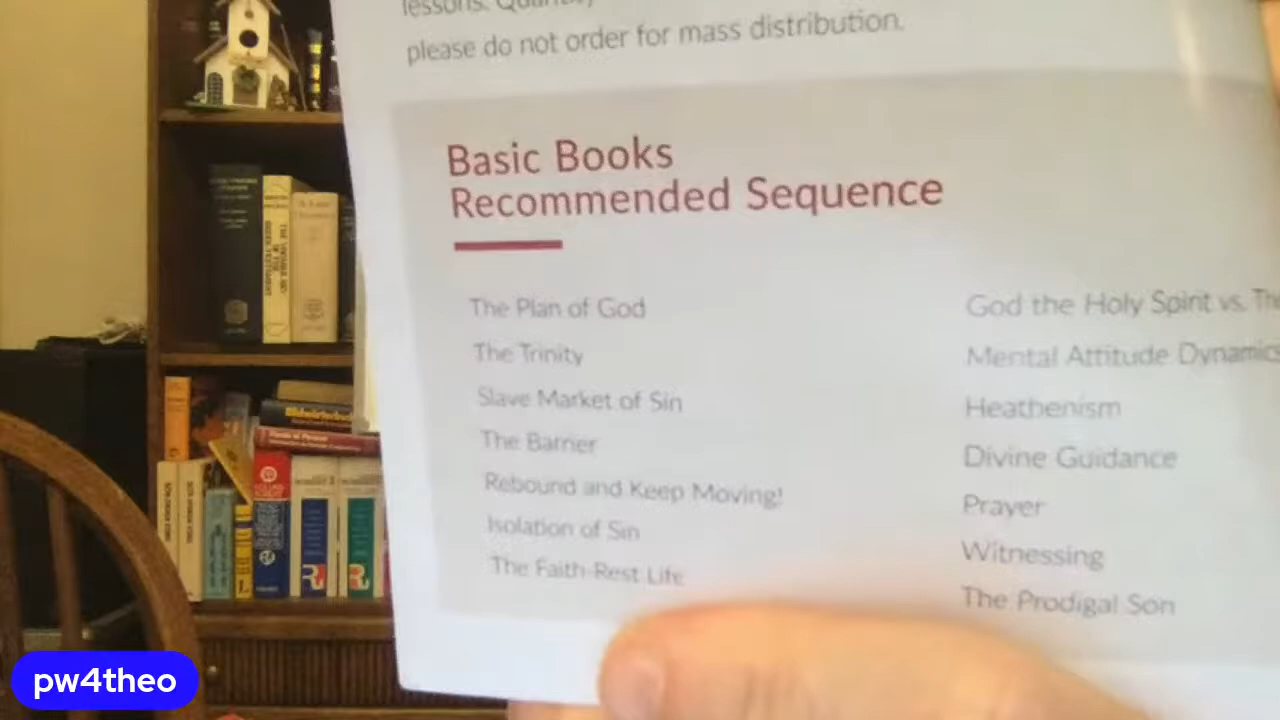 lessons.
please do not order for mass distribution.
Basic Books
Recommended Sequence
The Plan of God
The Trinity
Slave Market of Sin
The Barrier
Rebound and Keep Moving!
Isolation of Sin
The Faith-Rest Life
God the Holy Spirit vs.
Mental Attitude Dynamics
Heathenism
Divine Guidance
Prayer
Witnessing
The Prodigal Son
pw4theo